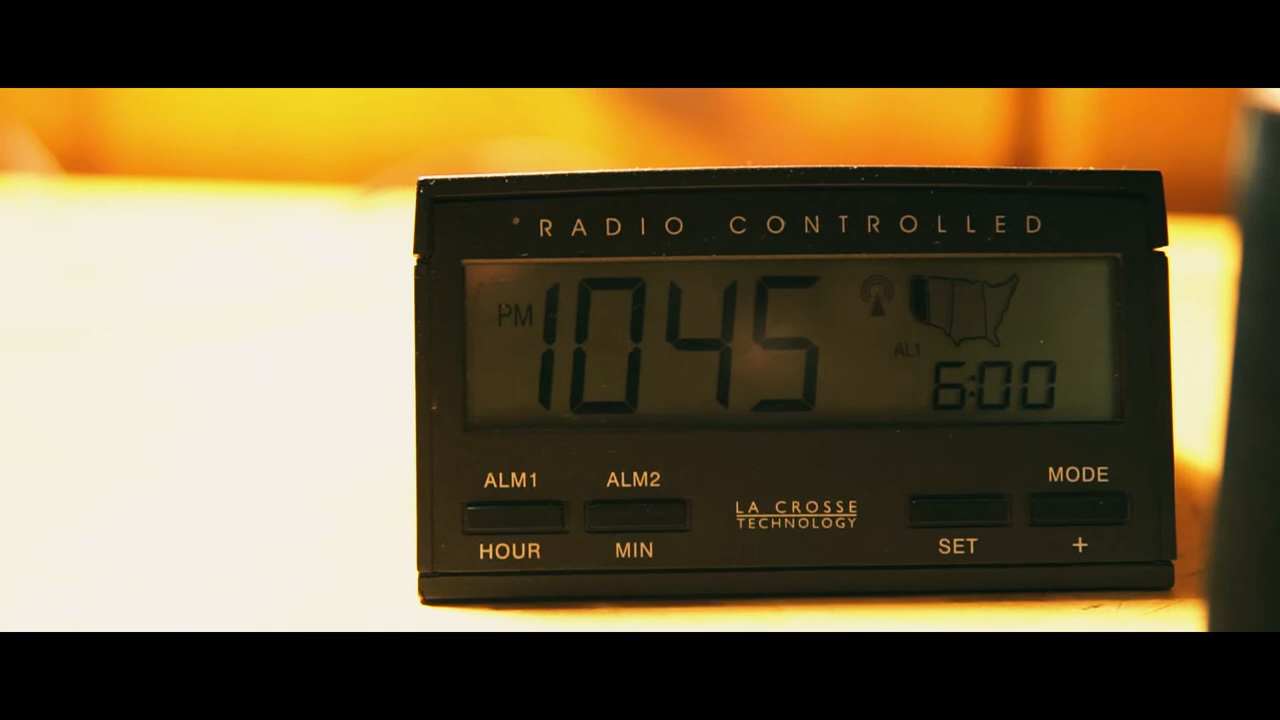 RADIO CONTROLLED
PM 1045
AL1
6:00
ALM1 ALM2 MODE
LA CROSSE
TECHNOLOGY
HOUR MIN SET +